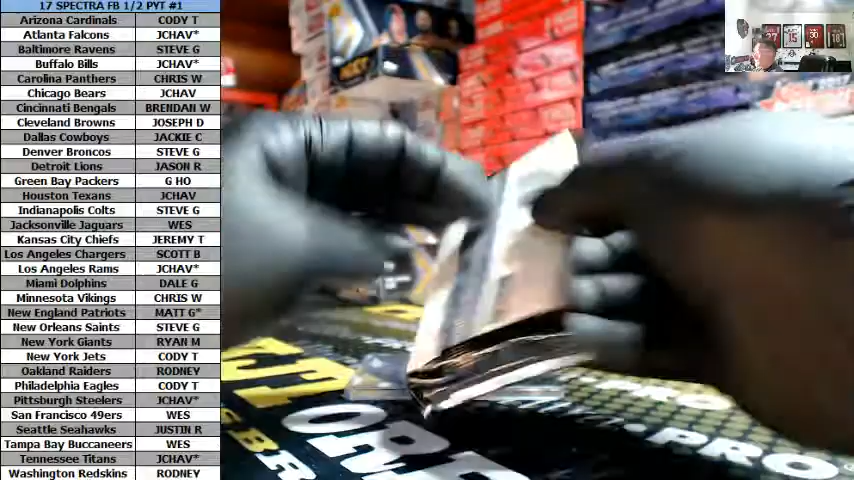 17 SPECTRA FB 1/2 PYT #1
Arizona Cardinals CODY T
Atlanta Falcons JCHAV*
Baltimore Ravens STEVE G
Buffalo Bills JCHAV*
Carolina Panthers CHRIS W
Chicago Bears JCHAV
Cincinnati Bengals BRENDAN W
Cleveland Browns JOSEPH D
Dallas Cowboys JACKIE C
Denver Broncos STEVE G
Detroit Lions JASON R
Green Bay Packers G HO
Houston Texans JCHAV
Indianapolis Colts STEVE G
Jacksonville Jaguars WES
Kansas City Chiefs JEREMY T
Los Angeles Chargers SCOTT B
Los Angeles Rams JCHAV*
Miami Dolphins DALE G
Minnesota Vikings CHRIS W
New England Patriots MATT G*
New Orleans Saints STEVE G
New York Giants RYAN M
New York Jets CODY T
Oakland Raiders RODNEY
Philadelphia Eagles CODY T
Pittsburgh Steelers JCHAV*
San Francisco 49ers WES
Seattle Seahawks JUSTIN R
Tampa Bay Buccaneers WES
Tennessee Titans JCHAV*
Washington Redskins RODNEY
.PRO
.PRO